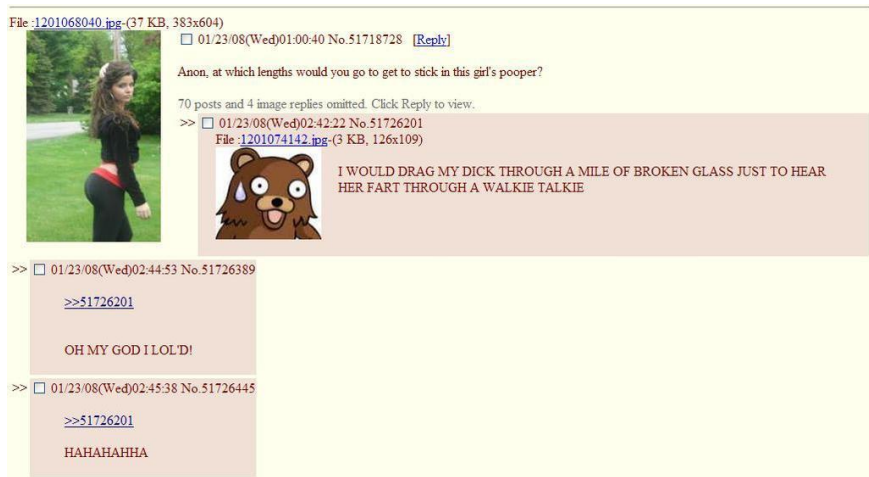 File :1201068040.jpg-(37 KB, 383x604)
01/23/08(Wed)01:00:40 No.51718728 [Reply]
Anon, at which lengths would you go to get to stick in this girl's pooper?
70 posts and 4 image replies omitted. Click Reply to view.
>> 01/23/08(Wed)02:42:22 No.51726201
File :1201074142.jpg-(3 KB, 126x109)
I WOULD DRAG MY DICK THROUGH A MILE OF BROKEN GLASS JUST TO HEAR
HER FART THROUGH A WALKIE TALKIE
>> 01/23/08(Wed)02:44:53 No.51726389
>>51726201
OH MY GOD I LOL'D!
>> 01/23/08(Wed)02:45:38 No.51726445
>>51726201
HAHAHAHHA